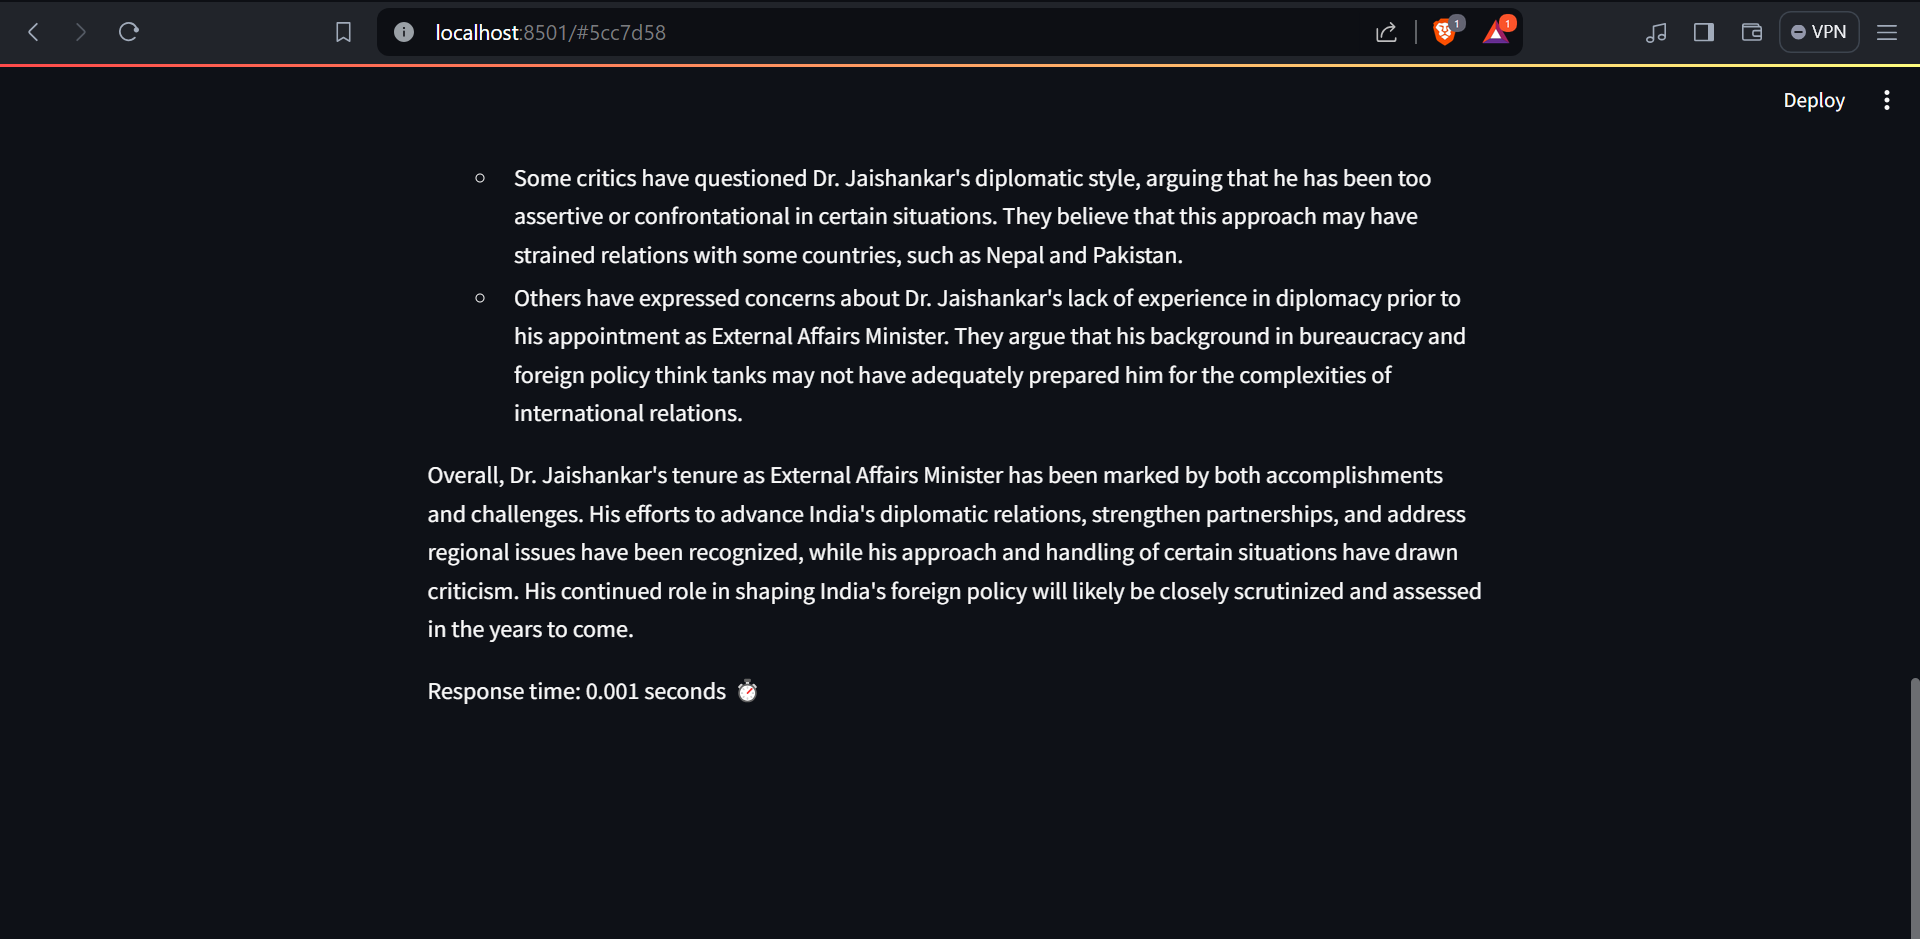 localhost:8501/#5cc7d58
1
1
VPN
Deploy
Some critics have questioned Dr. Jaishankar's diplomatic style, arguing that he has been too
assertive or confrontational in certain situations. They believe that this approach may have
strained relations with some countries, such as Nepal and Pakistan.
Others have expressed concerns about Dr. Jaishankar's lack of experience in diplomacy prior to
his appointment as External Affairs Minister. They argue that his background in bureaucracy and
foreign policy think tanks may not have adequately prepared him for the complexities of
international relations.
Overall, Dr. Jaishankar's tenure as External Affairs Minister has been marked by both accomplishments
and challenges. His efforts to advance India's diplomatic relations, strengthen partnerships, and address
regional issues have been recognized, while his approach and handling of certain situations have drawn
criticism. His continued role in shaping India's foreign policy will likely be closely scrutinized and assessed
in the years to come.
Response time: 0.001 seconds